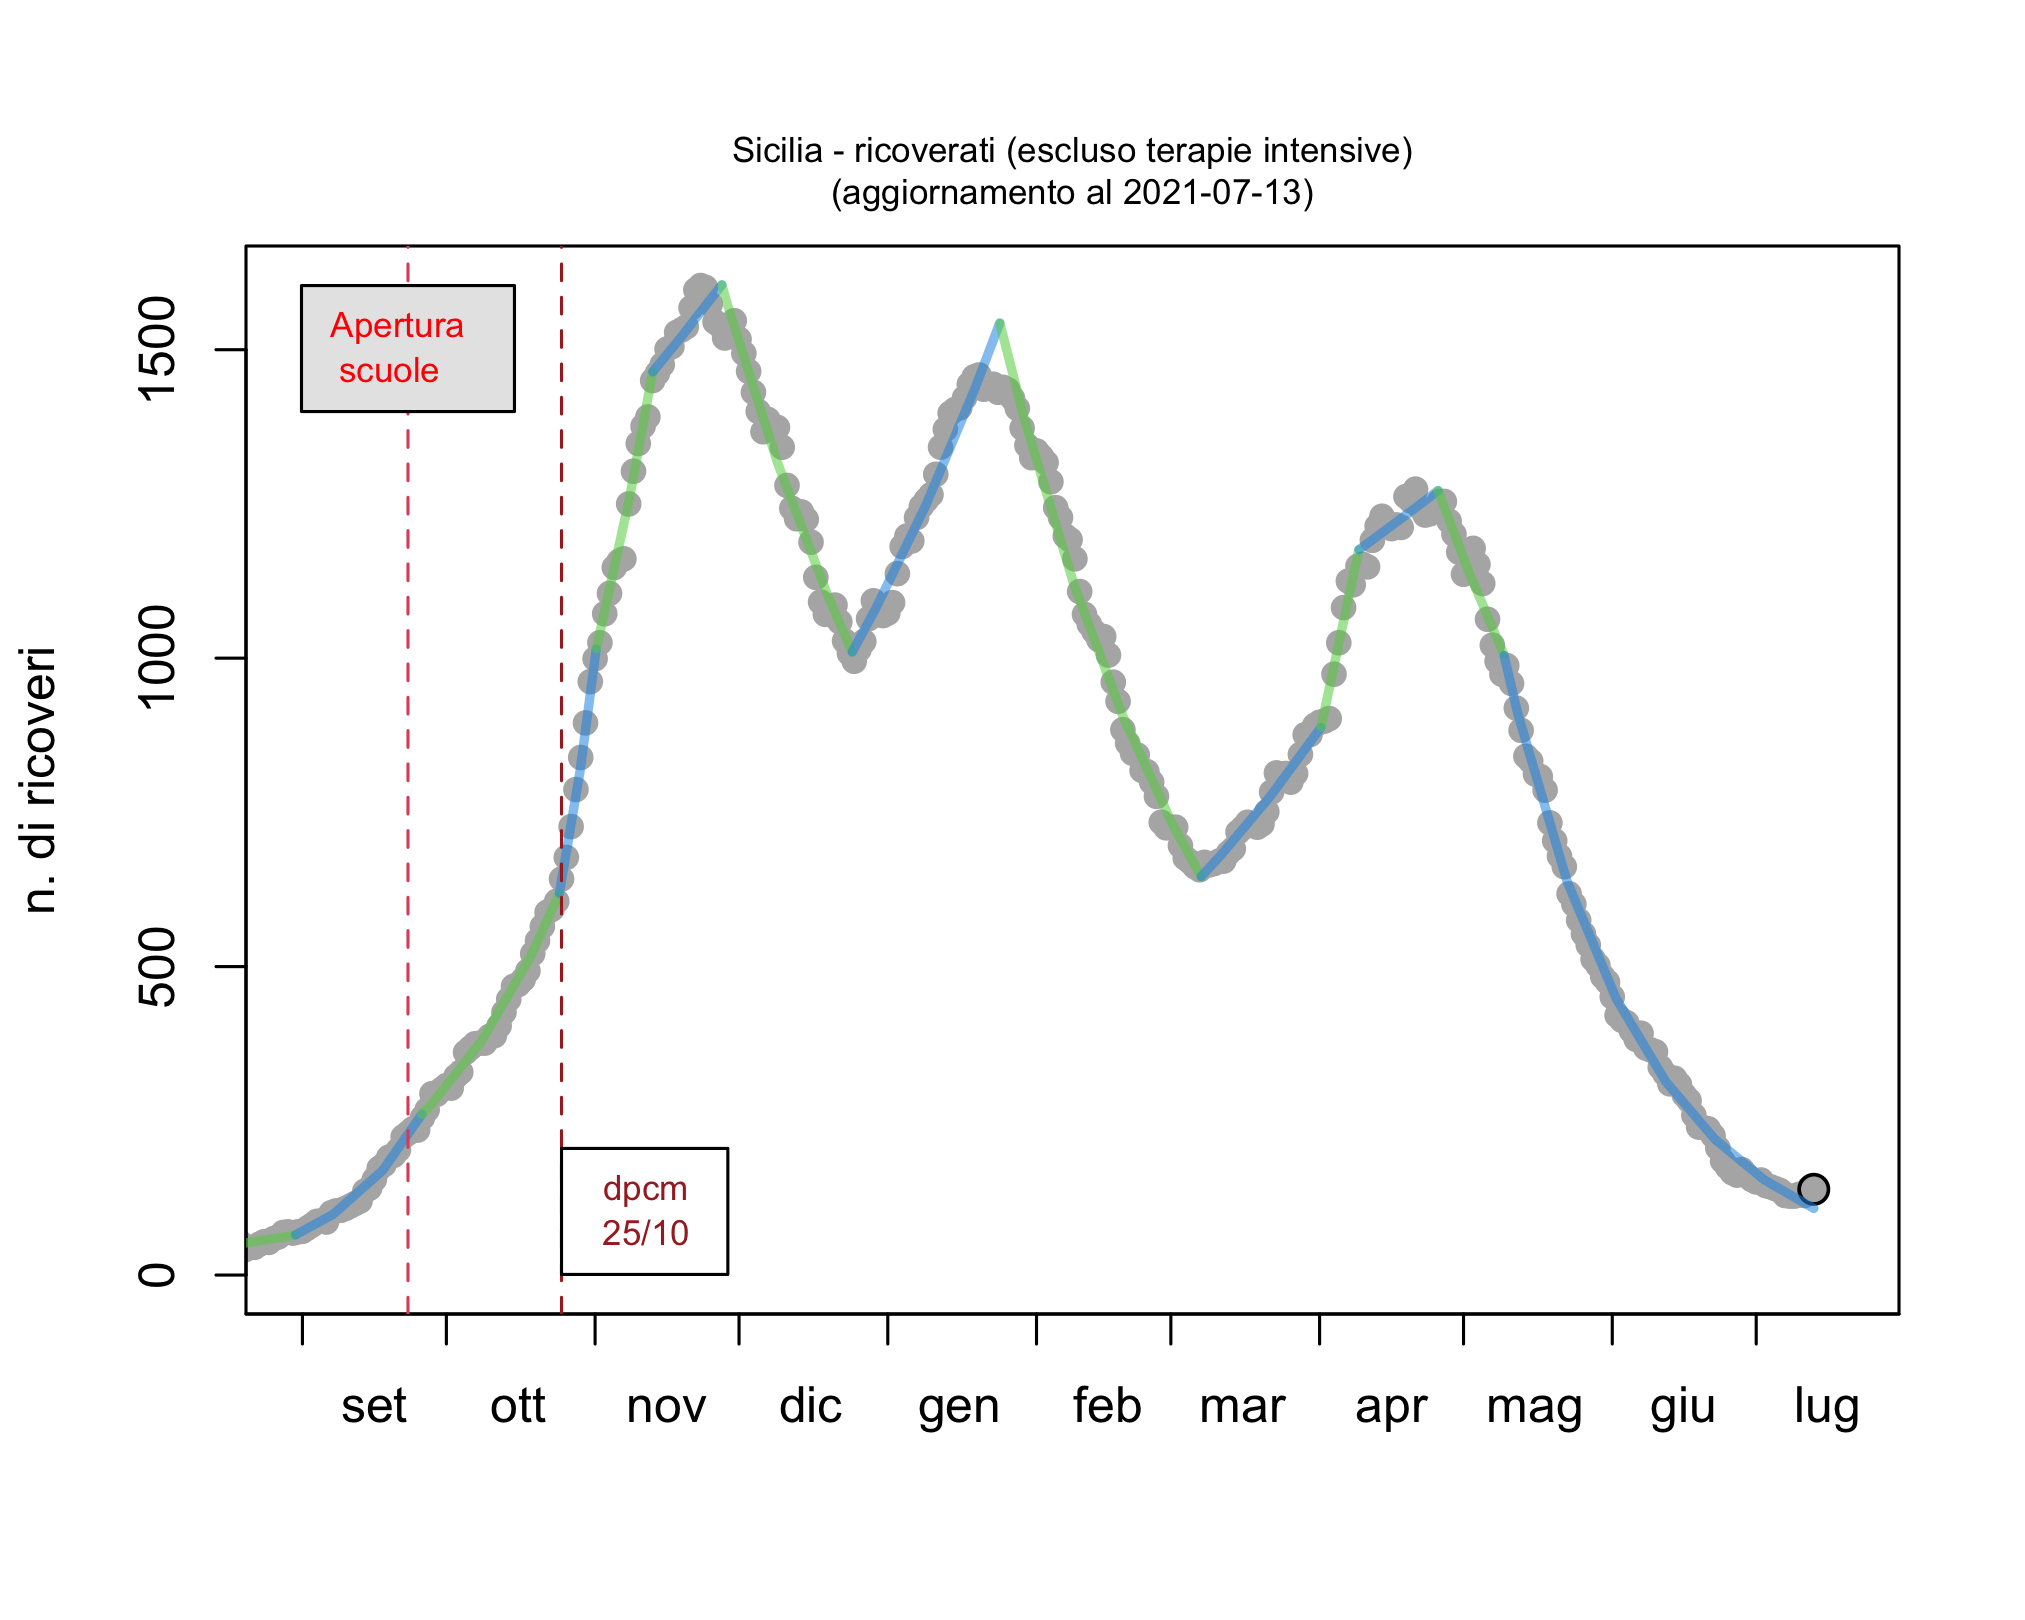 Sicilia - ricoverati (escluso terapie intensive)
(aggiornamento al 2021-07-13)
n. di ricoveri
1500
1000
500
0
Apertura
scuole
dpcm
25/10
set ott nov dic gen feb mar apr mag giu lug